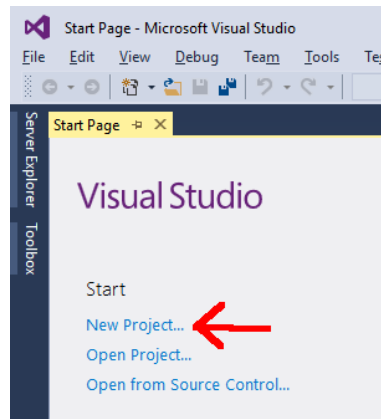 Start Page - Microsoft Visual Studio
File Edit View Debug Team Tools
Server Explorer
Toolbox
Start Page
Visual Studio
Start
New Project...
Open Project...
Open from Source Control...